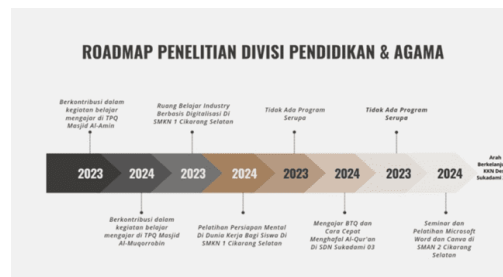 ROADMAP PENELITIAN DIVISI PENDIDIKAN & AGAMA
Berkontribusi dalam
kegiatan belajar
mengajar di TPQ
Masjid Al-Amin
Ruang Belajar Industry
Berbasis Digitalisasi Di
SMKN 1 Cikarang Selatan
Tidak Ada Program
Serupa
Tidak Ada Program
Serupa
2023
2024
2023
2024
2023
2024
2023
2024
Arah
Berkelanja
KKN De
Sukadami
Berkontribusi dalam
kegiatan belajar
mengajar di TPQ Masjid
Al-Muqorrobin
Pelatihan Persiapan Mental
Di Dunia Kerja Bagi Siswa Di
SMKN 1 Cikarang Selatan
Mengajar BTQ dan
Cara Cepat
Menghafal Al-Qur'an
Di SDN Sukadami 03
Seminar dan
Pelatihan Microsoft
Word dan Canva di
SMAN 2 Cikarang
Selatan